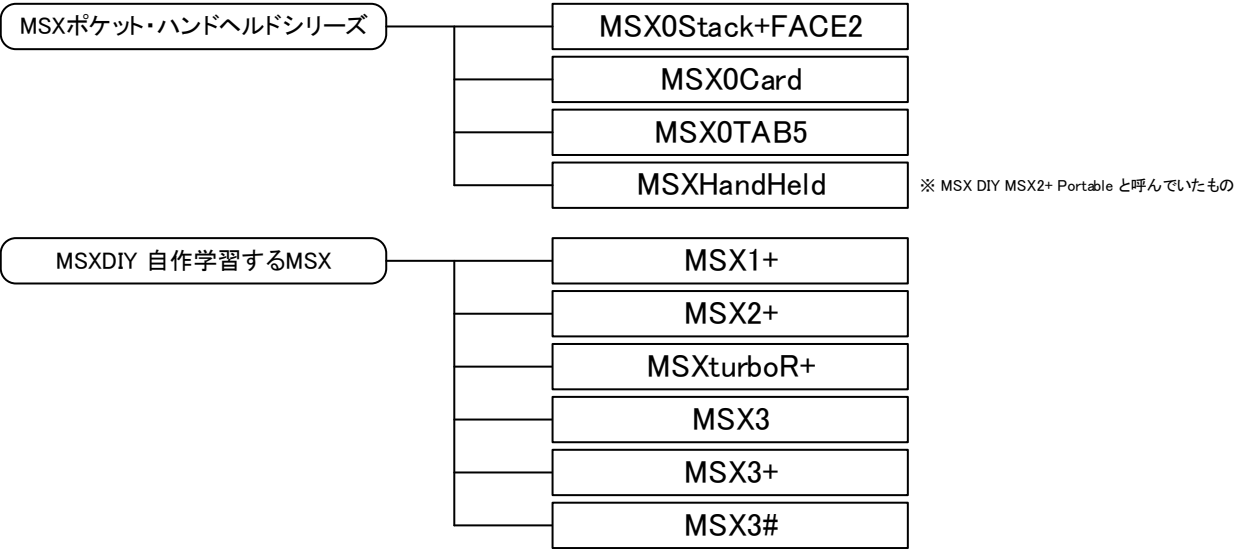 MSXポケット・ハンドヘルドシリーズ
MSX0Stack+FACE2
MSX0Card
MSX0TAB5
MSXHandHeld
※ MSX DIY MSX2+ Portable と呼んでいたもの
MSXDIY 自作学習するMSX
MSX1+
MSX2+
MSXturboR+
MSX3
MSX3+
MSX3#